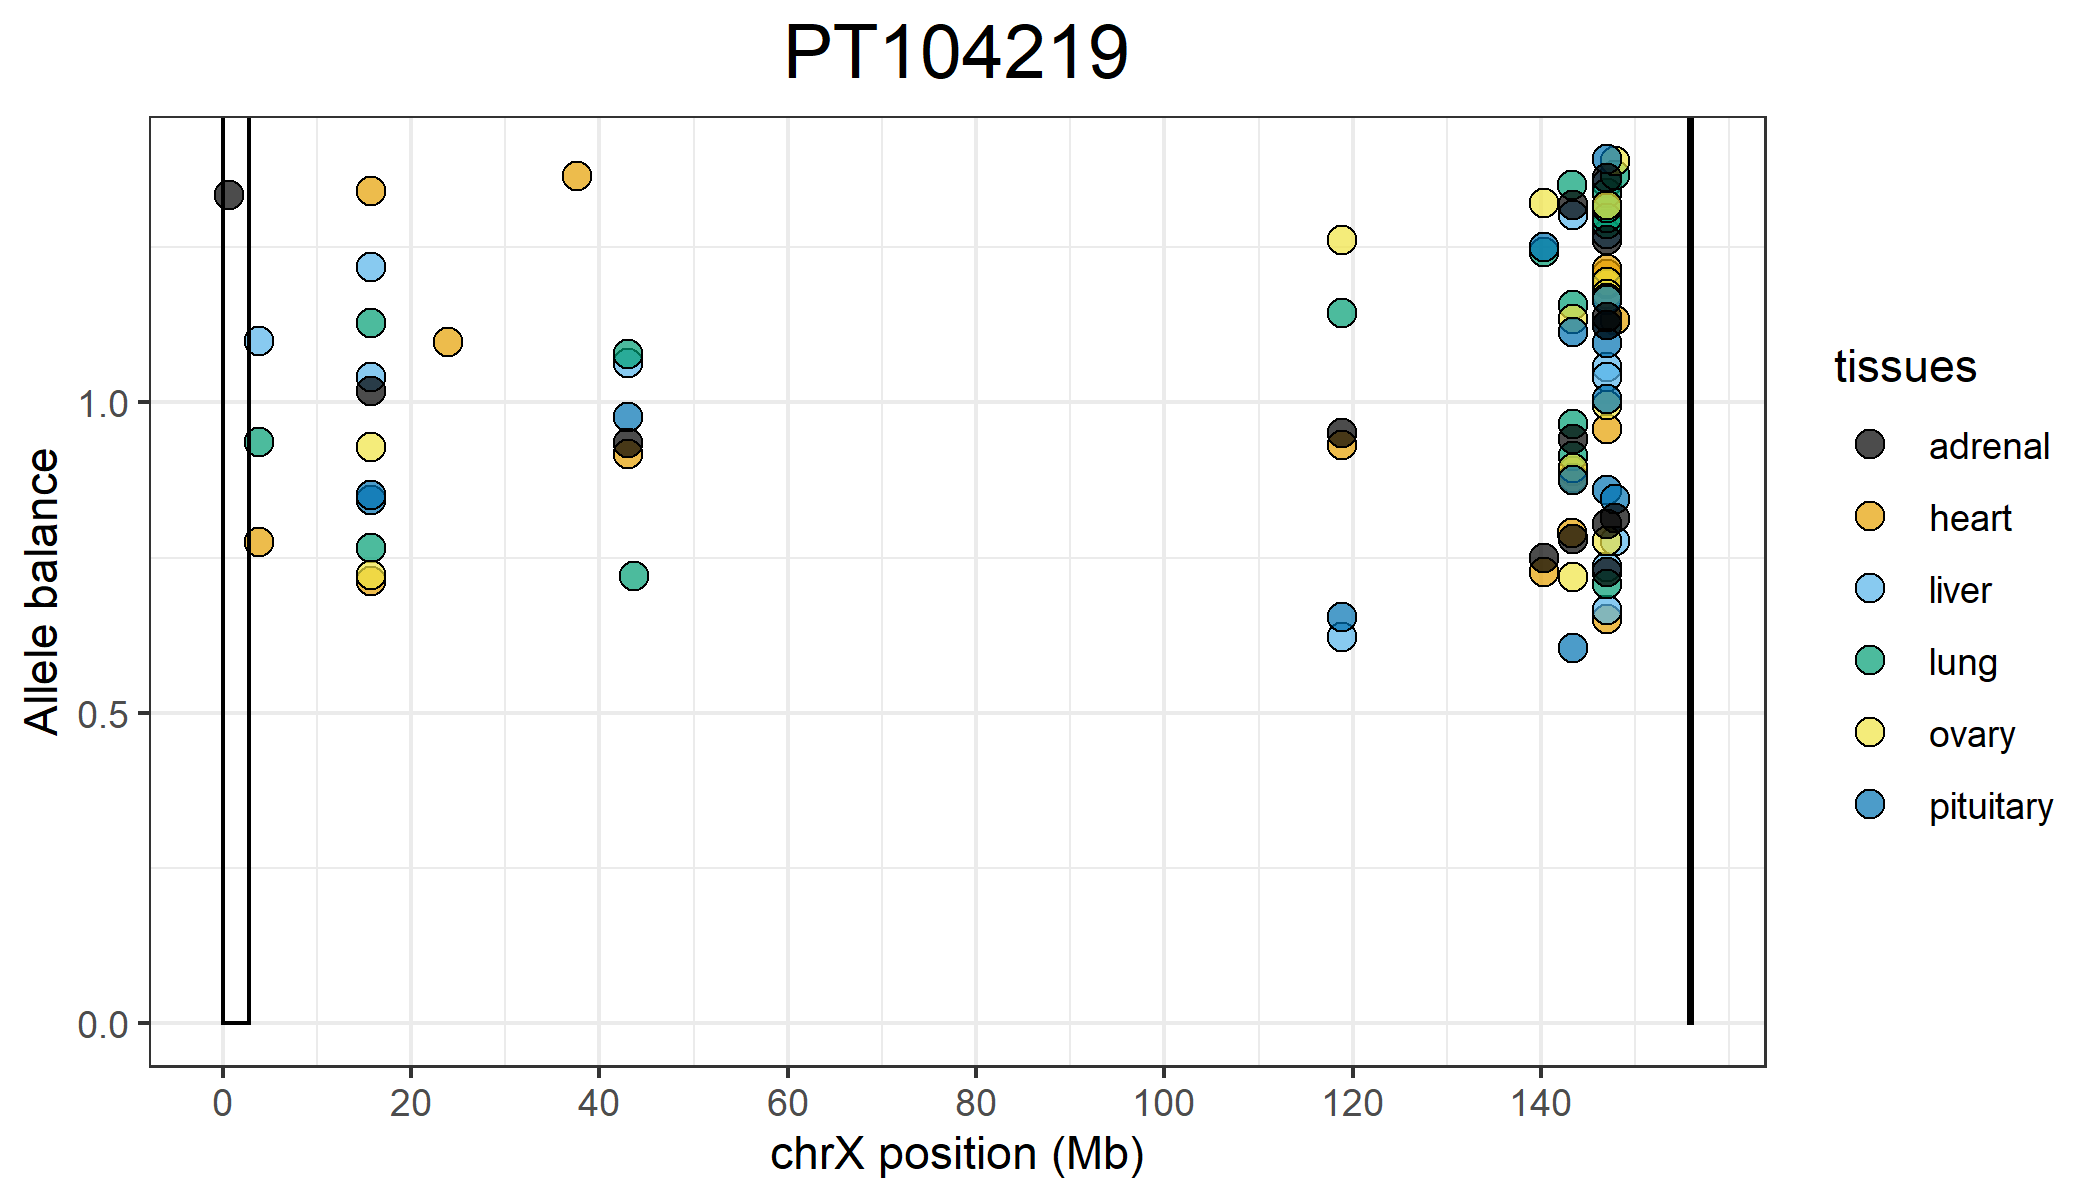 PT104219
Allele balance
1.0
0.5
0.0
0 20 40 60 80 100 120 140
chrX position (Mb)
tissues
adrenal
heart
liver
lung
ovary
pituitary